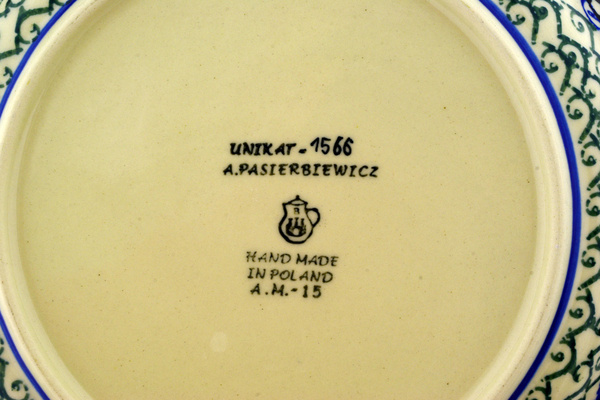 UNIKAT - 1566
A.PASIERBIEWICZ
HAND MADE
IN POLAND
A.M.-15